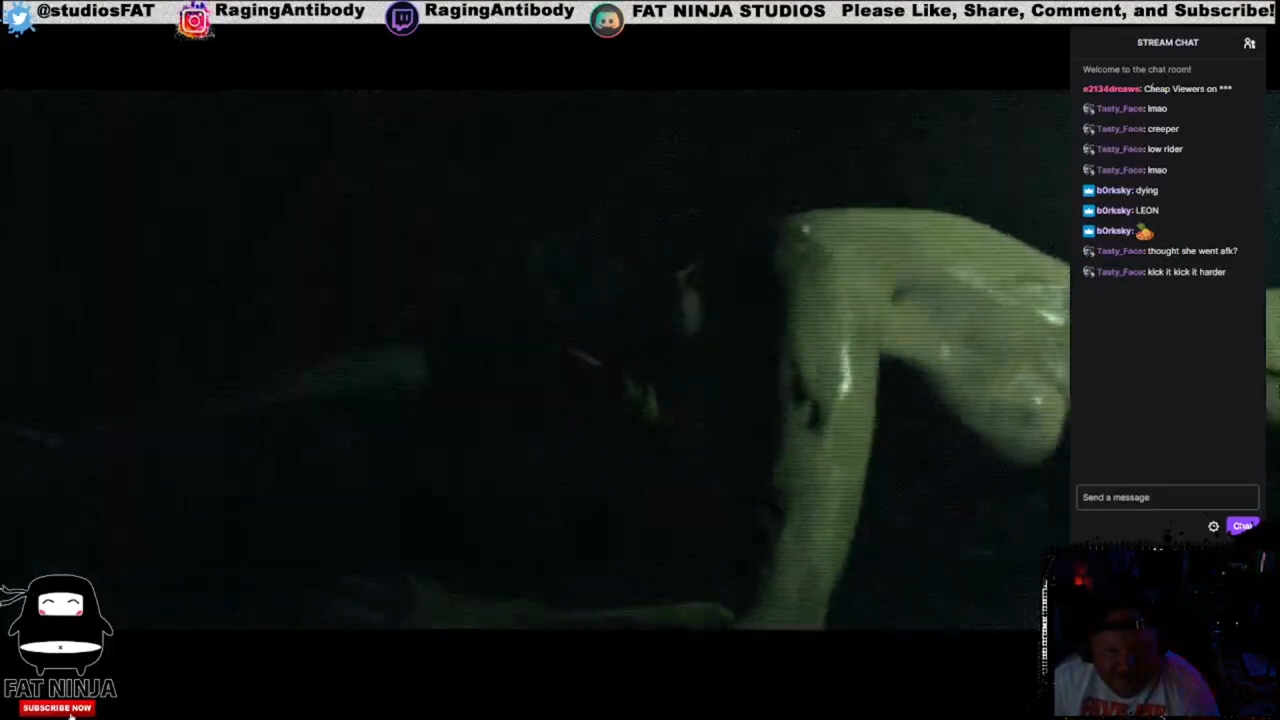 @studiosFAT RagingAntibody RagingAntibody FAT NINJA STUDIOS Please Like, Share, Comment, and Subscribe!
STREAM CHAT
Welcome to the chat room!
e2134drcaws: Cheap Viewers on ***
Tasty_Face: lmao
Tasty_Face: creeper
Tasty_Face: low rider
Tasty_Face: lmao
b0rksky: dying
b0rksky: LEON
b0rksky:
Tasty_Face: thought she went afk?
Tasty_Face: kick it kick it harder
Send a message
Chat
FAT NINJA
SUBSCRIBE NOW